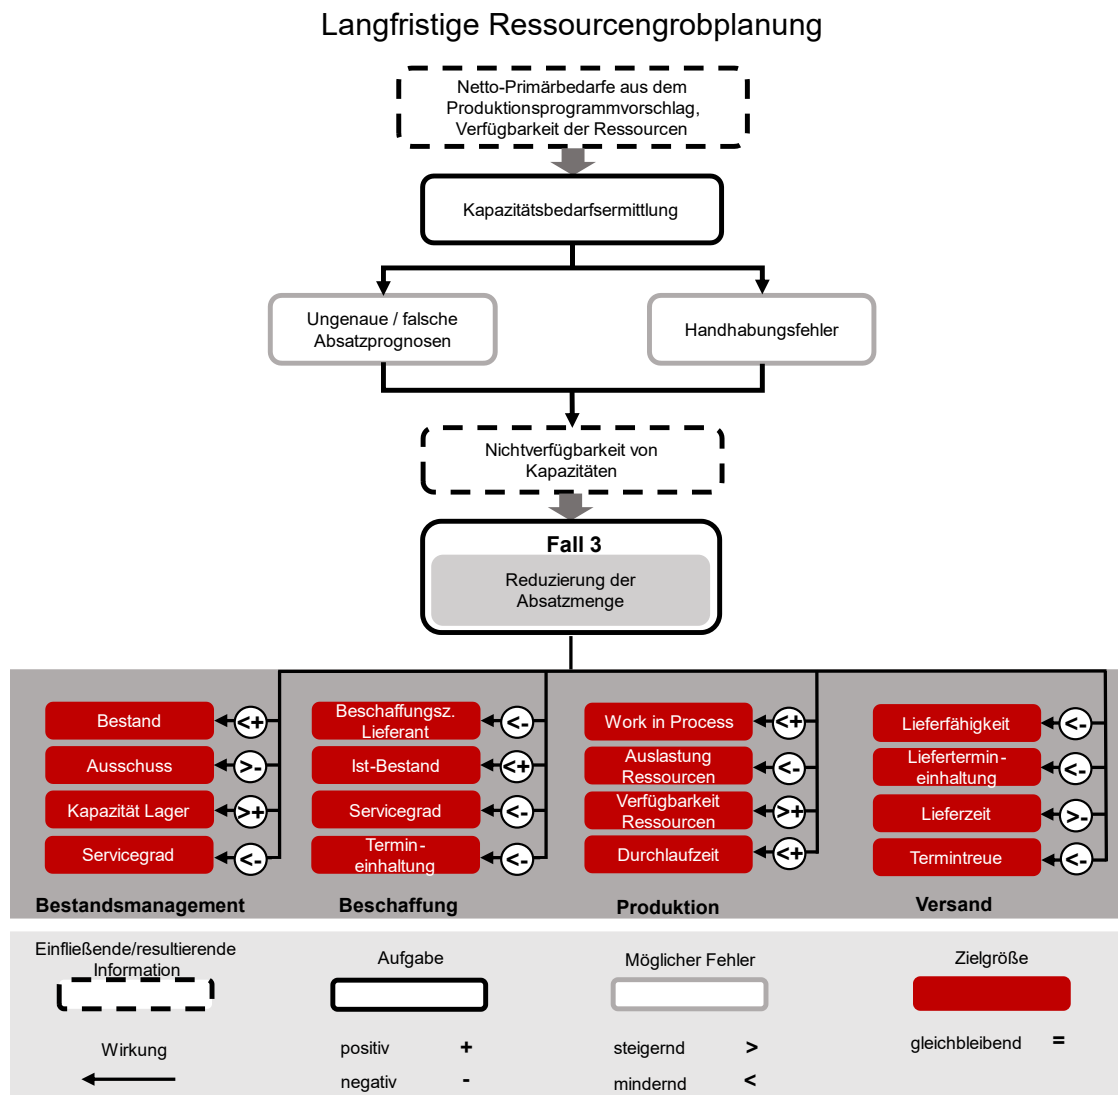 Langfristige Ressourcengrobplanung
Netto-Primärbedarfe aus dem
Produktionsprogrammvorschlag,
Verfügbarkeit der Ressourcen
Kapazitätsbedarfsermittlung
Ungenaue / falsche
Absatzprognosen
Handhabungsfehler
Nichtverfügbarkeit von
Kapazitäten
Fall 3
Reduzierung der
Absatzmenge
Bestand
<+
Ausschuss
>-
Kapazität Lager
>+
Servicegrad
<-
Bestandsmanagement
Beschaffungsz.
Lieferant
<-
Ist-Bestand
<+
Servicegrad
<-
Termin-
einhaltung
<-
Beschaffung
Work in Process
<+
Auslastung
Ressourcen
<-
Verfügbarkeit
Ressourcen
>+
Durchlaufzeit
<+
Produktion
Lieferfähigkeit
<-
Liefertermin-
einhaltung
<-
Lieferzeit
>-
Termintreue
<-
Versand
Einfließende/resultierende
Information
Aufgabe
Möglicher Fehler
Zielgröße
Wirkung
positiv +
negativ -
steigernd >
mindernd <
gleichbleibend =